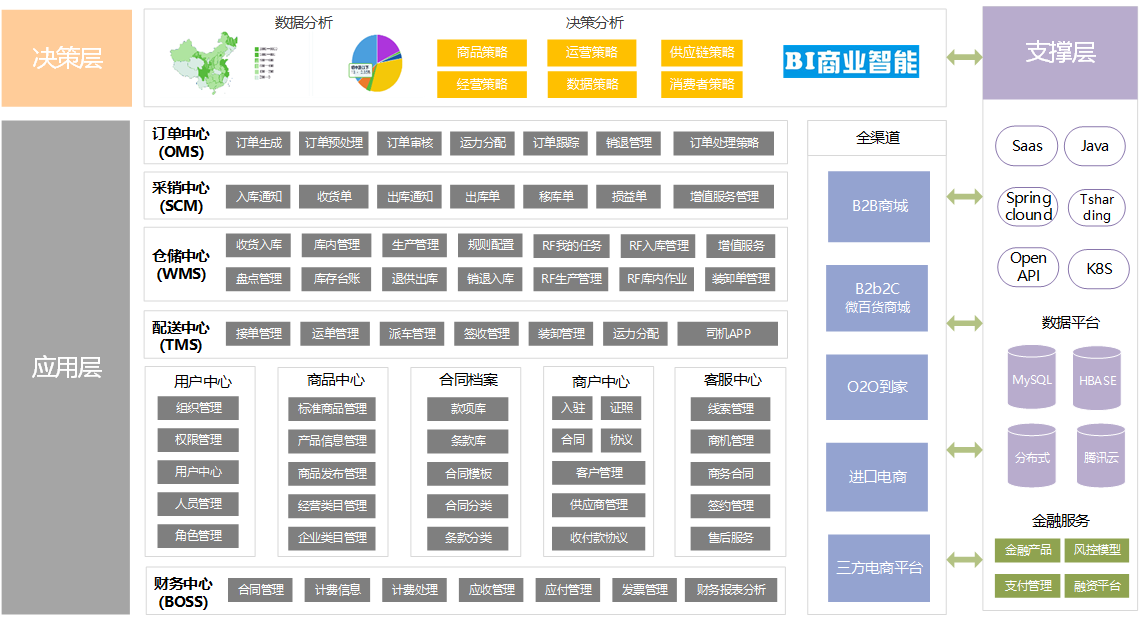 决策层
数据分析
决策分析
商品策略
运营策略
供应链策略
经营策略
数据策略
消费者策略
BI商业智能
支撑层
应用层
订单中心
(OMS)
订单生成
订单预处理
订单审核
运力分配
订单跟踪
销退管理
订单处理策略
采销中心
(SCM)
入库通知
收货单
出库通知
出库单
移库单
损益单
增值服务管理
仓储中心
(WMS)
收货入库
库内管理
生产管理
规则配置
RF我的任务
RF入库管理
增值服务
盘点管理
库存台账
退供出库
销退入库
RF生产管理
RF库内作业
装卸单管理
配送中心
(TMS)
接单管理
运单管理
派车管理
签收管理
装卸管理
运力分配
司机APP
用户中心
组织管理
权限管理
用户中心
人员管理
角色管理
商品中心
标准商品管理
产品信息管理
商品发布管理
经营类目管理
企业类目管理
合同档案
款项库
条款库
合同模板
合同分类
条款分类
商户中心
入驻
证照
合同
协议
客户管理
供应商管理
收付款协议
客服中心
线索管理
商机管理
商务合同
签约管理
售后服务
财务中心
(BOSS)
合同管理
计费信息
计费处理
应收管理
应付管理
发票管理
财务报表分析
全渠道
B2B商城
B2b2C
微百货商城
O2O到家
进口电商
三方电商平台
Saas
Java
Spring
clound
Tshar
ding
Open
API
K8S
数据平台
MySQL
HBASE
分布式
腾讯云
金融服务
金融产品
风控模型
支付管理
融资平台